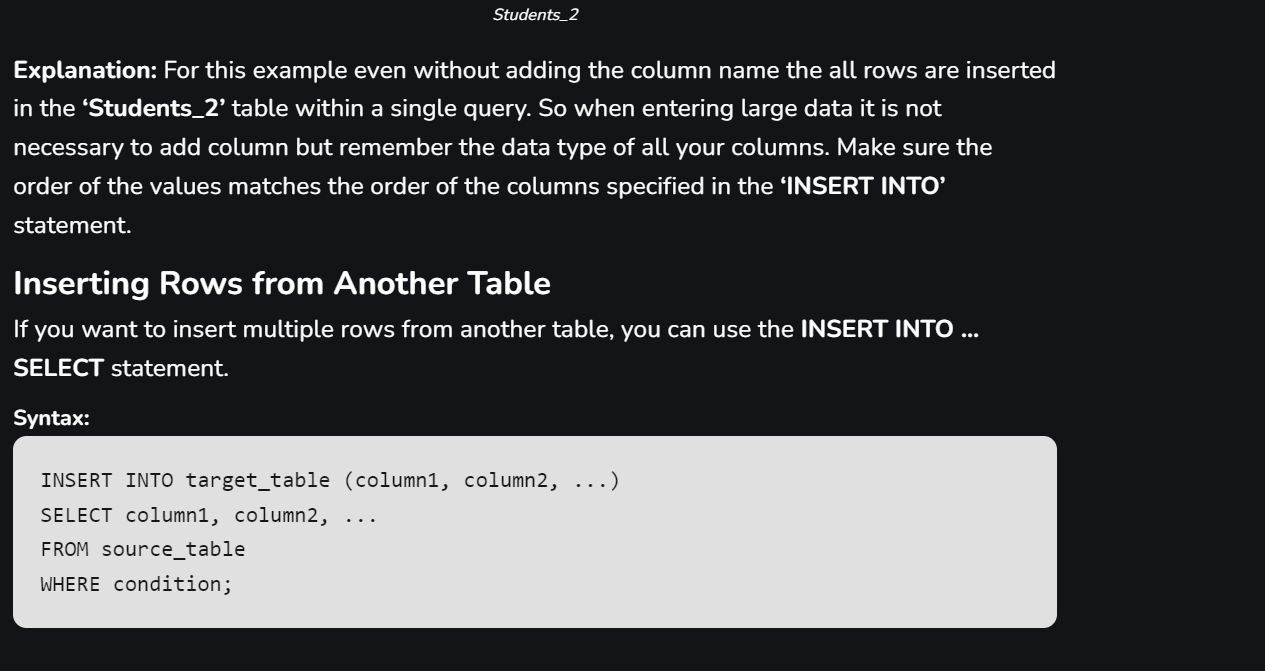 Students_2
Explanation: For this example even without adding the column name the all rows are inserted
in the ‘Students_2’ table within a single query. So when entering large data it is not
necessary to add column but remember the data type of all your columns. Make sure the
order of the values matches the order of the columns specified in the ‘INSERT INTO’
statement.
Inserting Rows from Another Table
If you want to insert multiple rows from another table, you can use the INSERT INTO …
SELECT statement.
Syntax:
INSERT INTO target_table (column1, column2, ...)
SELECT column1, column2, ...
FROM source_table
WHERE condition;